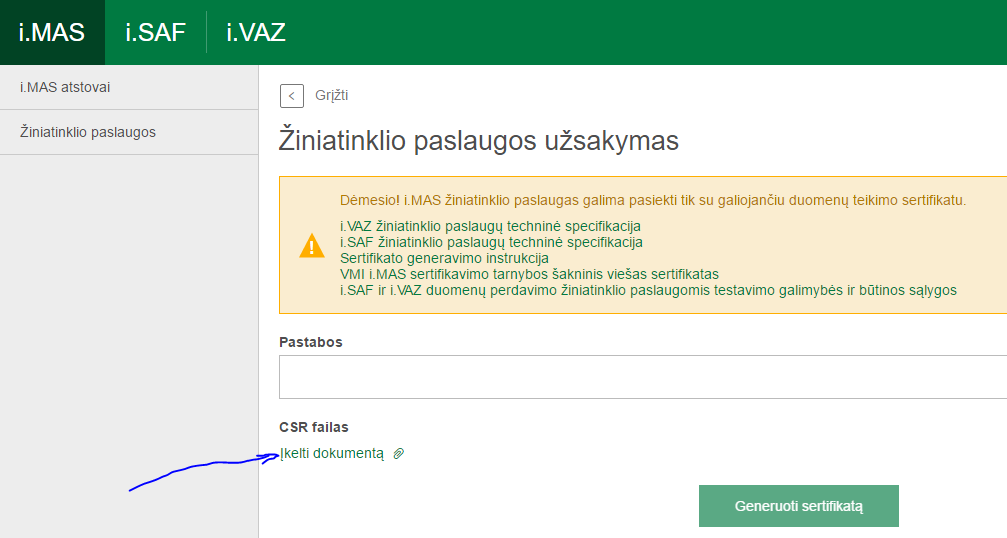 i.MAS i.SAF i.VAZ
i.MAS atstovai
Žiniatinklio paslaugos
Grįžti
Žiniatinklio paslaugos užsakymas
Dėmesio! i.MAS žiniatinklio paslaugas galima pasiekti tik su galiojančiu duomenų teikimo sertifikatu.
i.VAZ žiniatinklio paslaugų techninė specifikacija
i.SAF žiniatinklio paslaugų techninė specifikacija
Sertifikato generavimo instrukcija
VMI i.MAS sertifikavimo tarnybos šakninis viešas sertifikatas
i.SAF ir i.VAZ duomenų perdavimo žiniatinklio paslaugomis testavimo galimybės ir būtinos sąlygos
Pastabos
CSR failas
Įkelti dokumentą
Generuoti sertifikatą